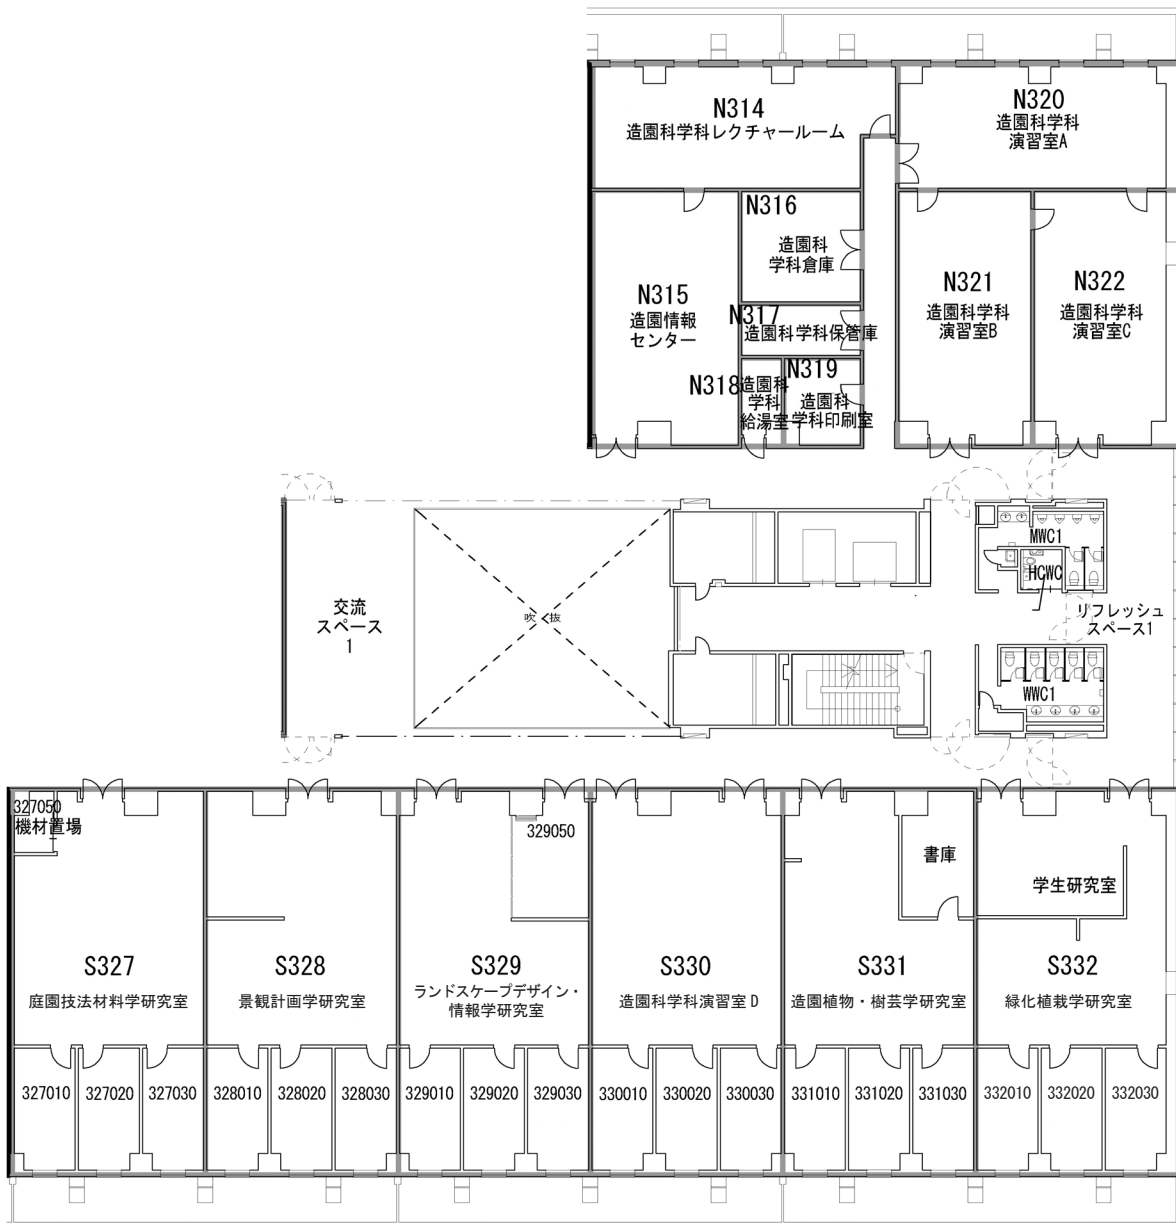 N314
造園科学科レクチャールーム
N320
造園科学科
演習室A
N316
造園科
学科倉庫
N315
造園情報
センター
N317
造園科学科保管庫
N318
造園科
学科
給湯室
N319
造園科
学科印刷室
N321
造園科学科
演習室B
N322
造園科学科
演習室C
交流
スペース
1
吹 抜
MWC1
HCWC
リフレッシュ
スペース1
WWC1
327050
機材置場
329050
書庫
学生研究室
S327
庭園技法材料学研究室
S328
景観計画学研究室
S329
ランドスケープデザイン・
情報学研究室
S330
造園科学科演習室D
S331
造園植物・樹芸学研究室
S332
緑化植栽学研究室
327010
327020
327030
328010
328020
328030
329010
329020
329030
330010
330020
330030
331010
331020
331030
332010
332020
332030